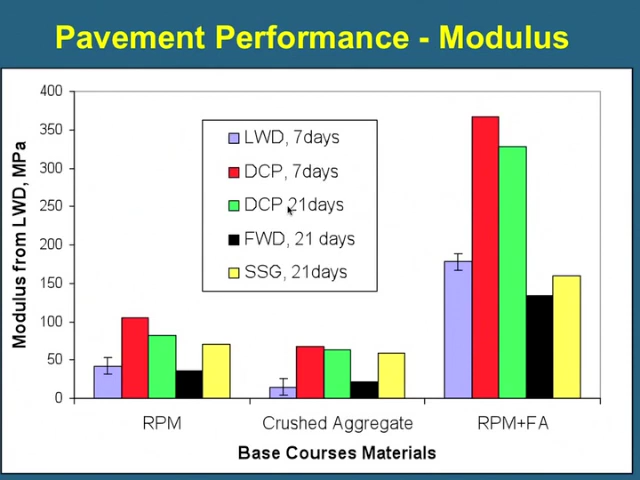 Pavement Performance - Modulus
400
350
300
250
200
150
100
50
0
Modulus from LWD, MPa
LWD, 7days
DCP, 7days
DCP 21days
FWD, 21 days
SSG, 21days
RPM
Crushed Aggregate
RPM+FA
Base Courses Materials